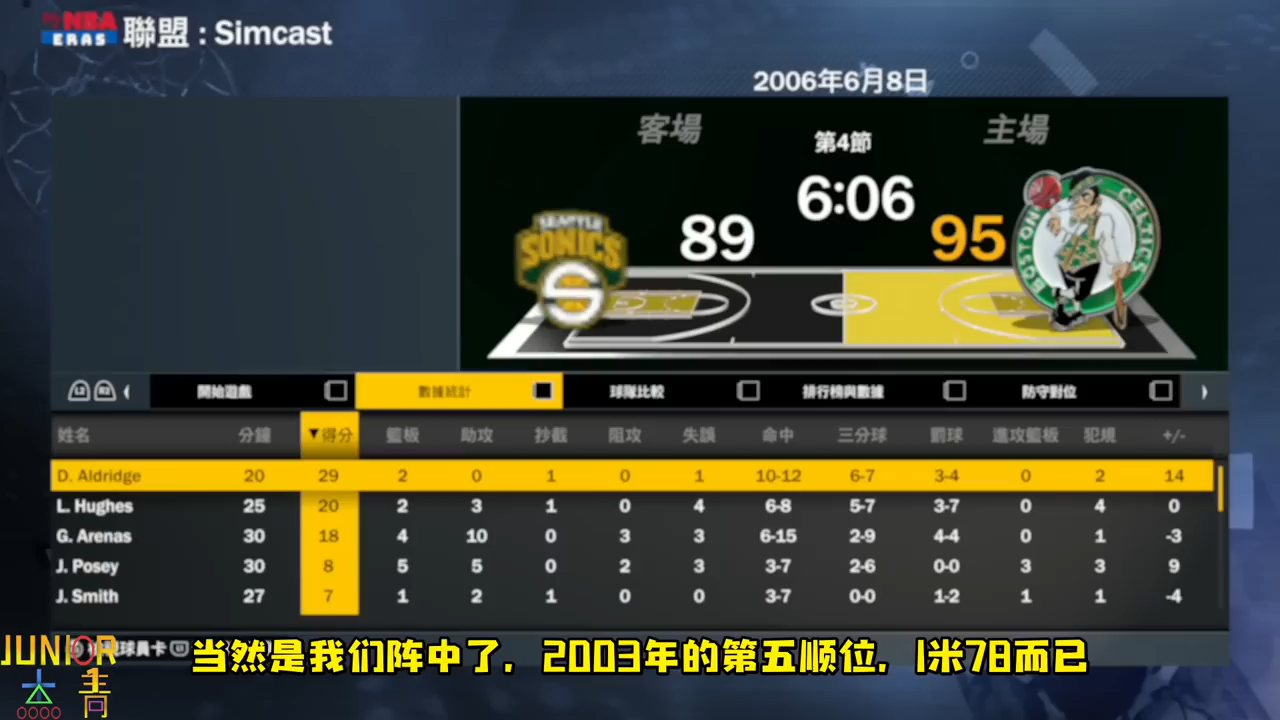 MyNBA ERAS 聯盟 : Simcast
2006年6月8日
客場 第4節 主場
89 6:06 95
SEATTLE SONICS
BOSTON CELTICS
L2 R2 開始遊戲 數據統計 球隊比較 排行榜與數據 防守對位
姓名 分鐘 ▼得分 籃板 助攻 抄截 阻攻 失誤 命中 三分球 罰球 進攻籃板 犯規 +/-
D. Aldridge 20 29 2 0 1 0 1 10-12 6-7 3-4 0 2 14
L. Hughes 25 20 2 3 1 0 4 6-8 5-7 3-7 0 4 0
G. Arenas 30 18 4 10 0 3 3 6-15 2-9 4-4 0 1 -3
J. Posey 30 8 5 5 0 2 3 3-7 2-6 0-0 3 3 9
J. Smith 27 7 1 2 1 0 0 3-7 0-0 1-2 1 1 -4
球員卡
JUNIOR
当然是我们阵中了，2003年的第五顺位，1米78而已